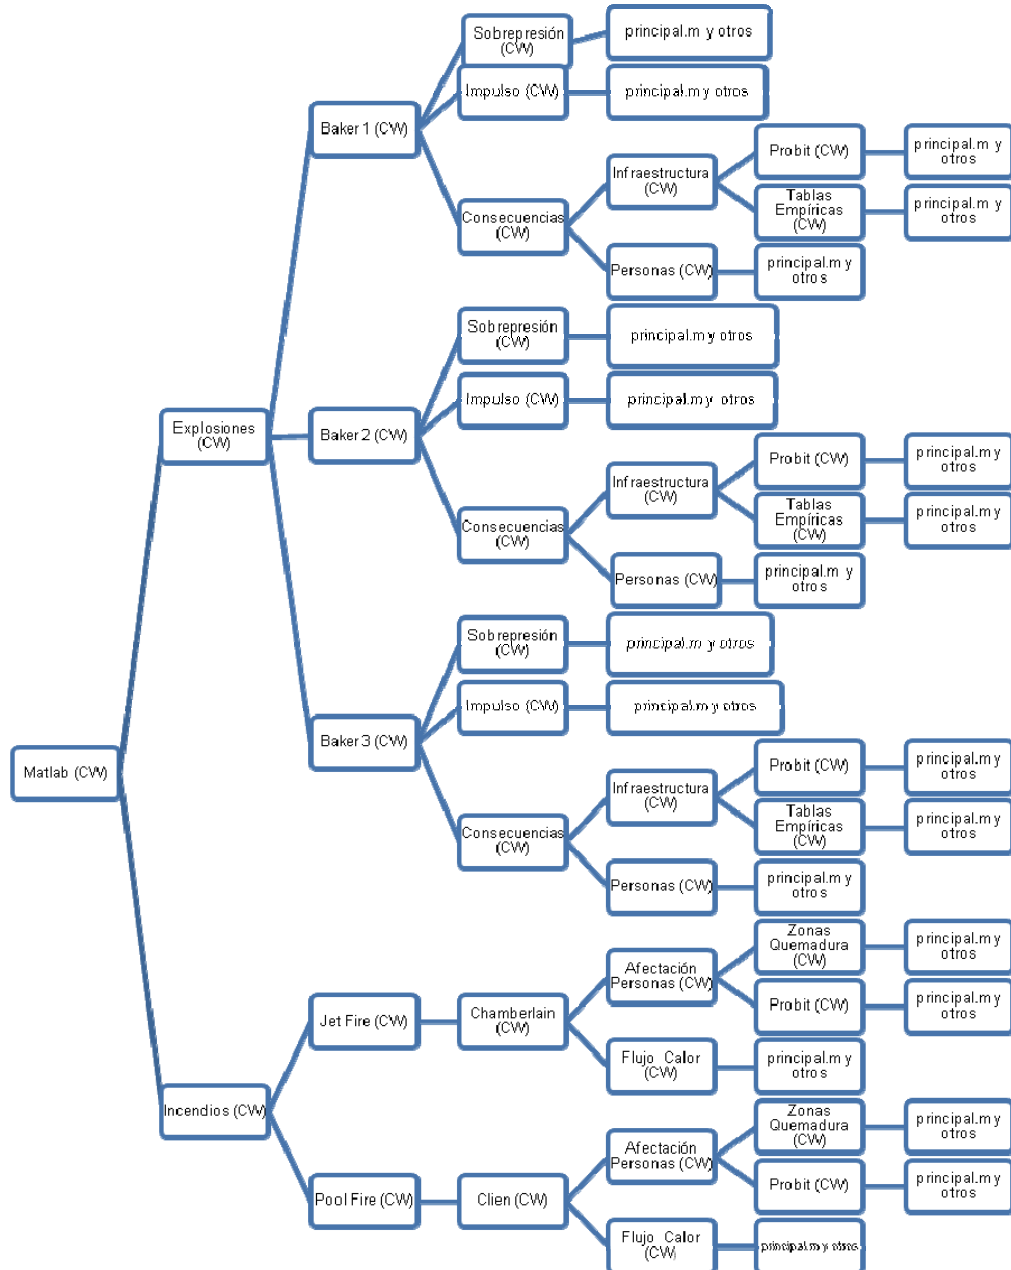 Sobrepresión
(CW)
principal.m y otros
Impulso (CW)
principal.m y otros
Baker 1 (CW)
Infraestructura
(CW)
Probit (CW)
principal.m y
otros
Tablas
Empíricas
(CW)
principal.m y
otros
Consecuencias
(CW)
Personas (CW)
principal.m y
otros
Sobrepresión
(CW)
principal.m y otros
Impulso (CW)
principal.m y otros
Explosiones
(CW)
Baker 2 (CW)
Infraestructura
(CW)
Probit (CW)
principal.m y
otros
Tablas
Empíricas
(CW)
principal.m y
otros
Consecuencias
(CW)
Personas (CW)
principal.m y
otros
Sobrepresión
(CW)
principal.m y otros
Impulso (CW)
principal.m y otros
Baker 3 (CW)
Matlab (CW)
Infraestructura
(CW)
Probit (CW)
principal.m y
otros
Tablas
Empíricas
(CW)
principal.m y
otros
Consecuencias
(CW)
Personas (CW)
principal.m y
otros
Zonas
Quemadura
(CW)
principal.m y
otros
Afectación
Personas (CW)
Probit (CW)
principal.m y
otros
Jet Fire (CW)
Chamberlain
(CW)
Flujo Calor
(CW)
principal.m y
otros
Incendios (CW)
Zonas
Quemadura
(CW)
principal.m y
otros
Afectación
Personas (CW)
Probit (CW)
principal.m y
otros
Pool Fire (CW)
Clien (CW)
Flujo Calor
(CW)
principal.m y otros